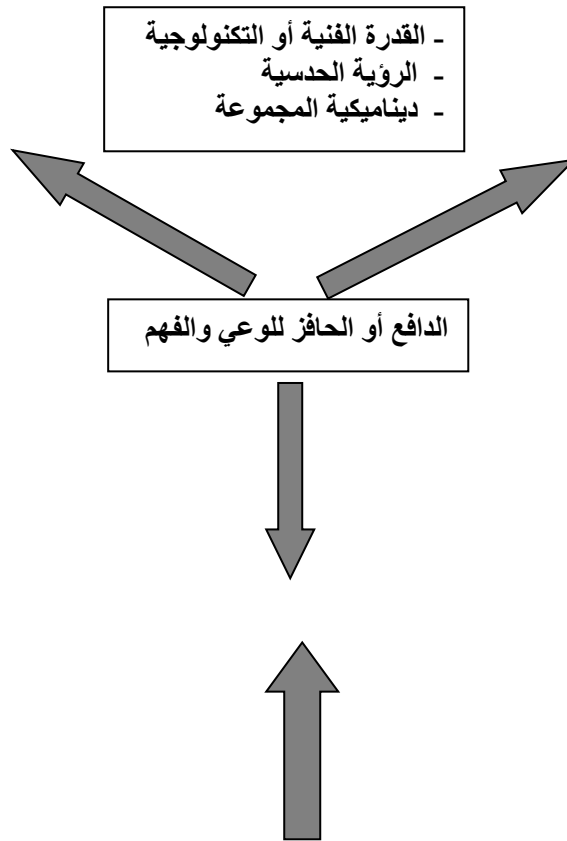 - القدرة الفنية أو التكنولوجية
- الرؤية الحدسية
- ديناميكية المجموعة
الدافع أو الحافز للوعي والفهم